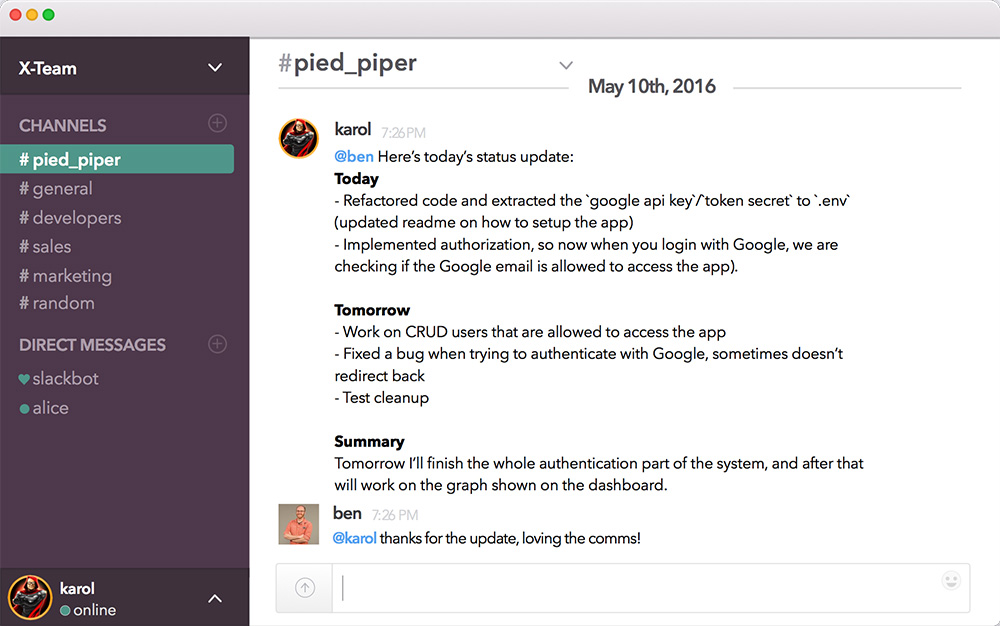 X-Team
CHANNELS
# pied_piper
# general
# developers
# sales
# marketing
# random
DIRECT MESSAGES
slackbot
alice
karol
online
#pied_piper
May 10th, 2016
karol 7:26 PM
@ben Here’s today’s status update:
Today
- Refactored code and extracted the `google api key`/`token secret` to `.env`
(updated readme on how to setup the app)
- Implemented authorization, so now when you login with Google, we are
checking if the Google email is allowed to access the app).
Tomorrow
- Work on CRUD users that are allowed to access the app
- Fixed a bug when trying to authenticate with Google, sometimes doesn’t
redirect back
- Test cleanup
Summary
Tomorrow I’ll finish the whole authentication part of the system, and after that
will work on the graph shown on the dashboard.
ben 7:26 PM
@karol thanks for the update, loving the comms!